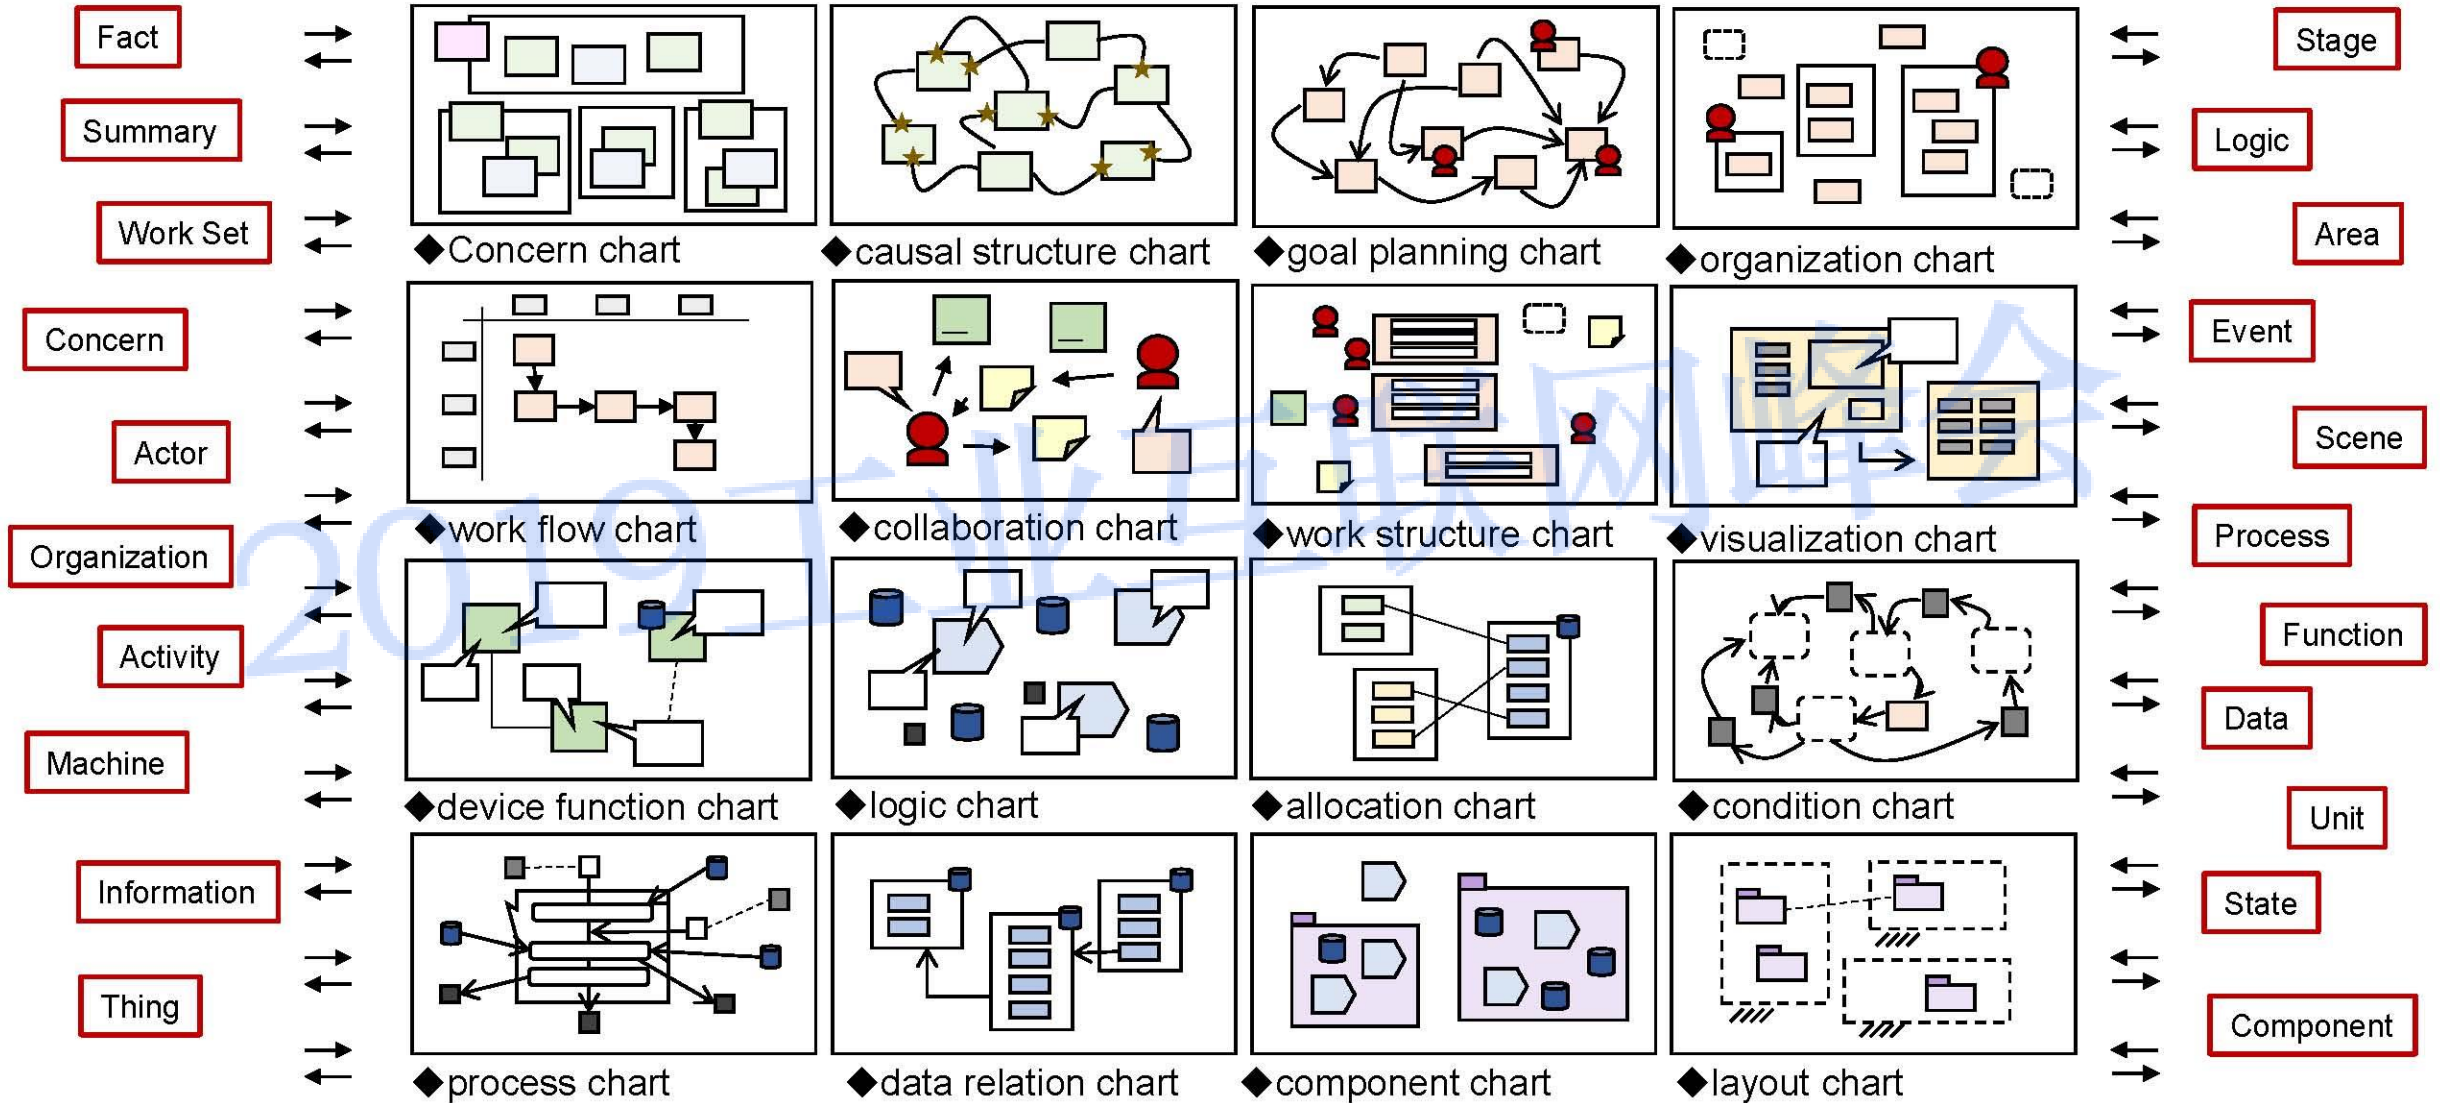 Fact
Summary
Work Set
Concern
Actor
Organization
Activity
Machine
Information
Thing
◆Concern chart
◆causal structure chart
◆goal planning chart
◆organization chart
◆work flow chart
◆collaboration chart
◆work structure chart
◆visualization chart
◆device function chart
◆logic chart
◆allocation chart
◆condition chart
◆process chart
◆data relation chart
◆component chart
◆layout chart
Stage
Logic
Area
Event
Scene
Process
Function
Data
Unit
State
Component
2019工业互联网峰会